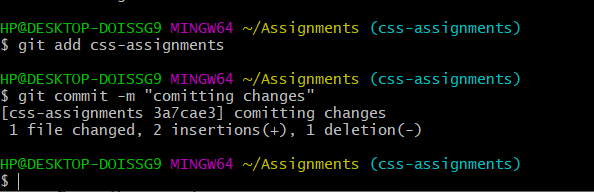 HP@DESKTOP-DOISSG9 MINGW64 ~/Assignments (css-assignments)
$ git add css-assignments
HP@DESKTOP-DOISSG9 MINGW64 ~/Assignments (css-assignments)
$ git commit -m "comitting changes"
[css-assignments 3a7cae3] comitting changes
1 file changed, 2 insertions(+), 1 deletion(-)
HP@DESKTOP-DOISSG9 MINGW64 ~/Assignments (css-assignments)
$